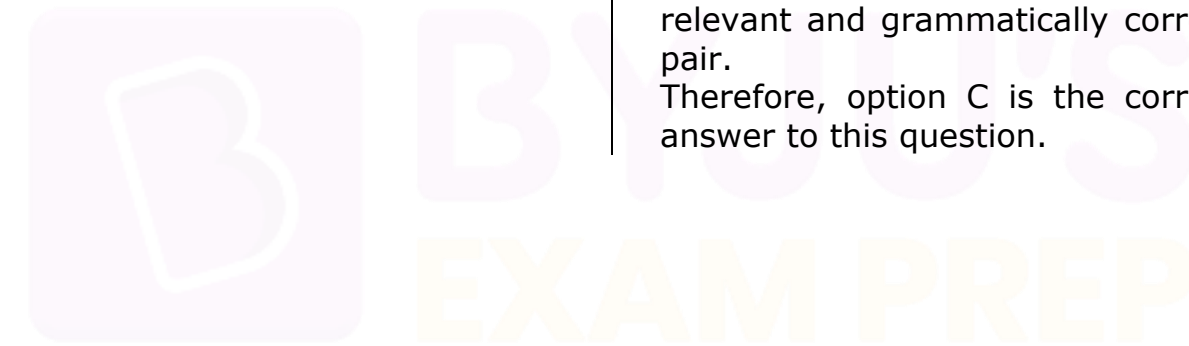 relevant and grammatically corr
pair.
Therefore, option C is the corr
answer to this question.
BYJU'S
EXAM PREP